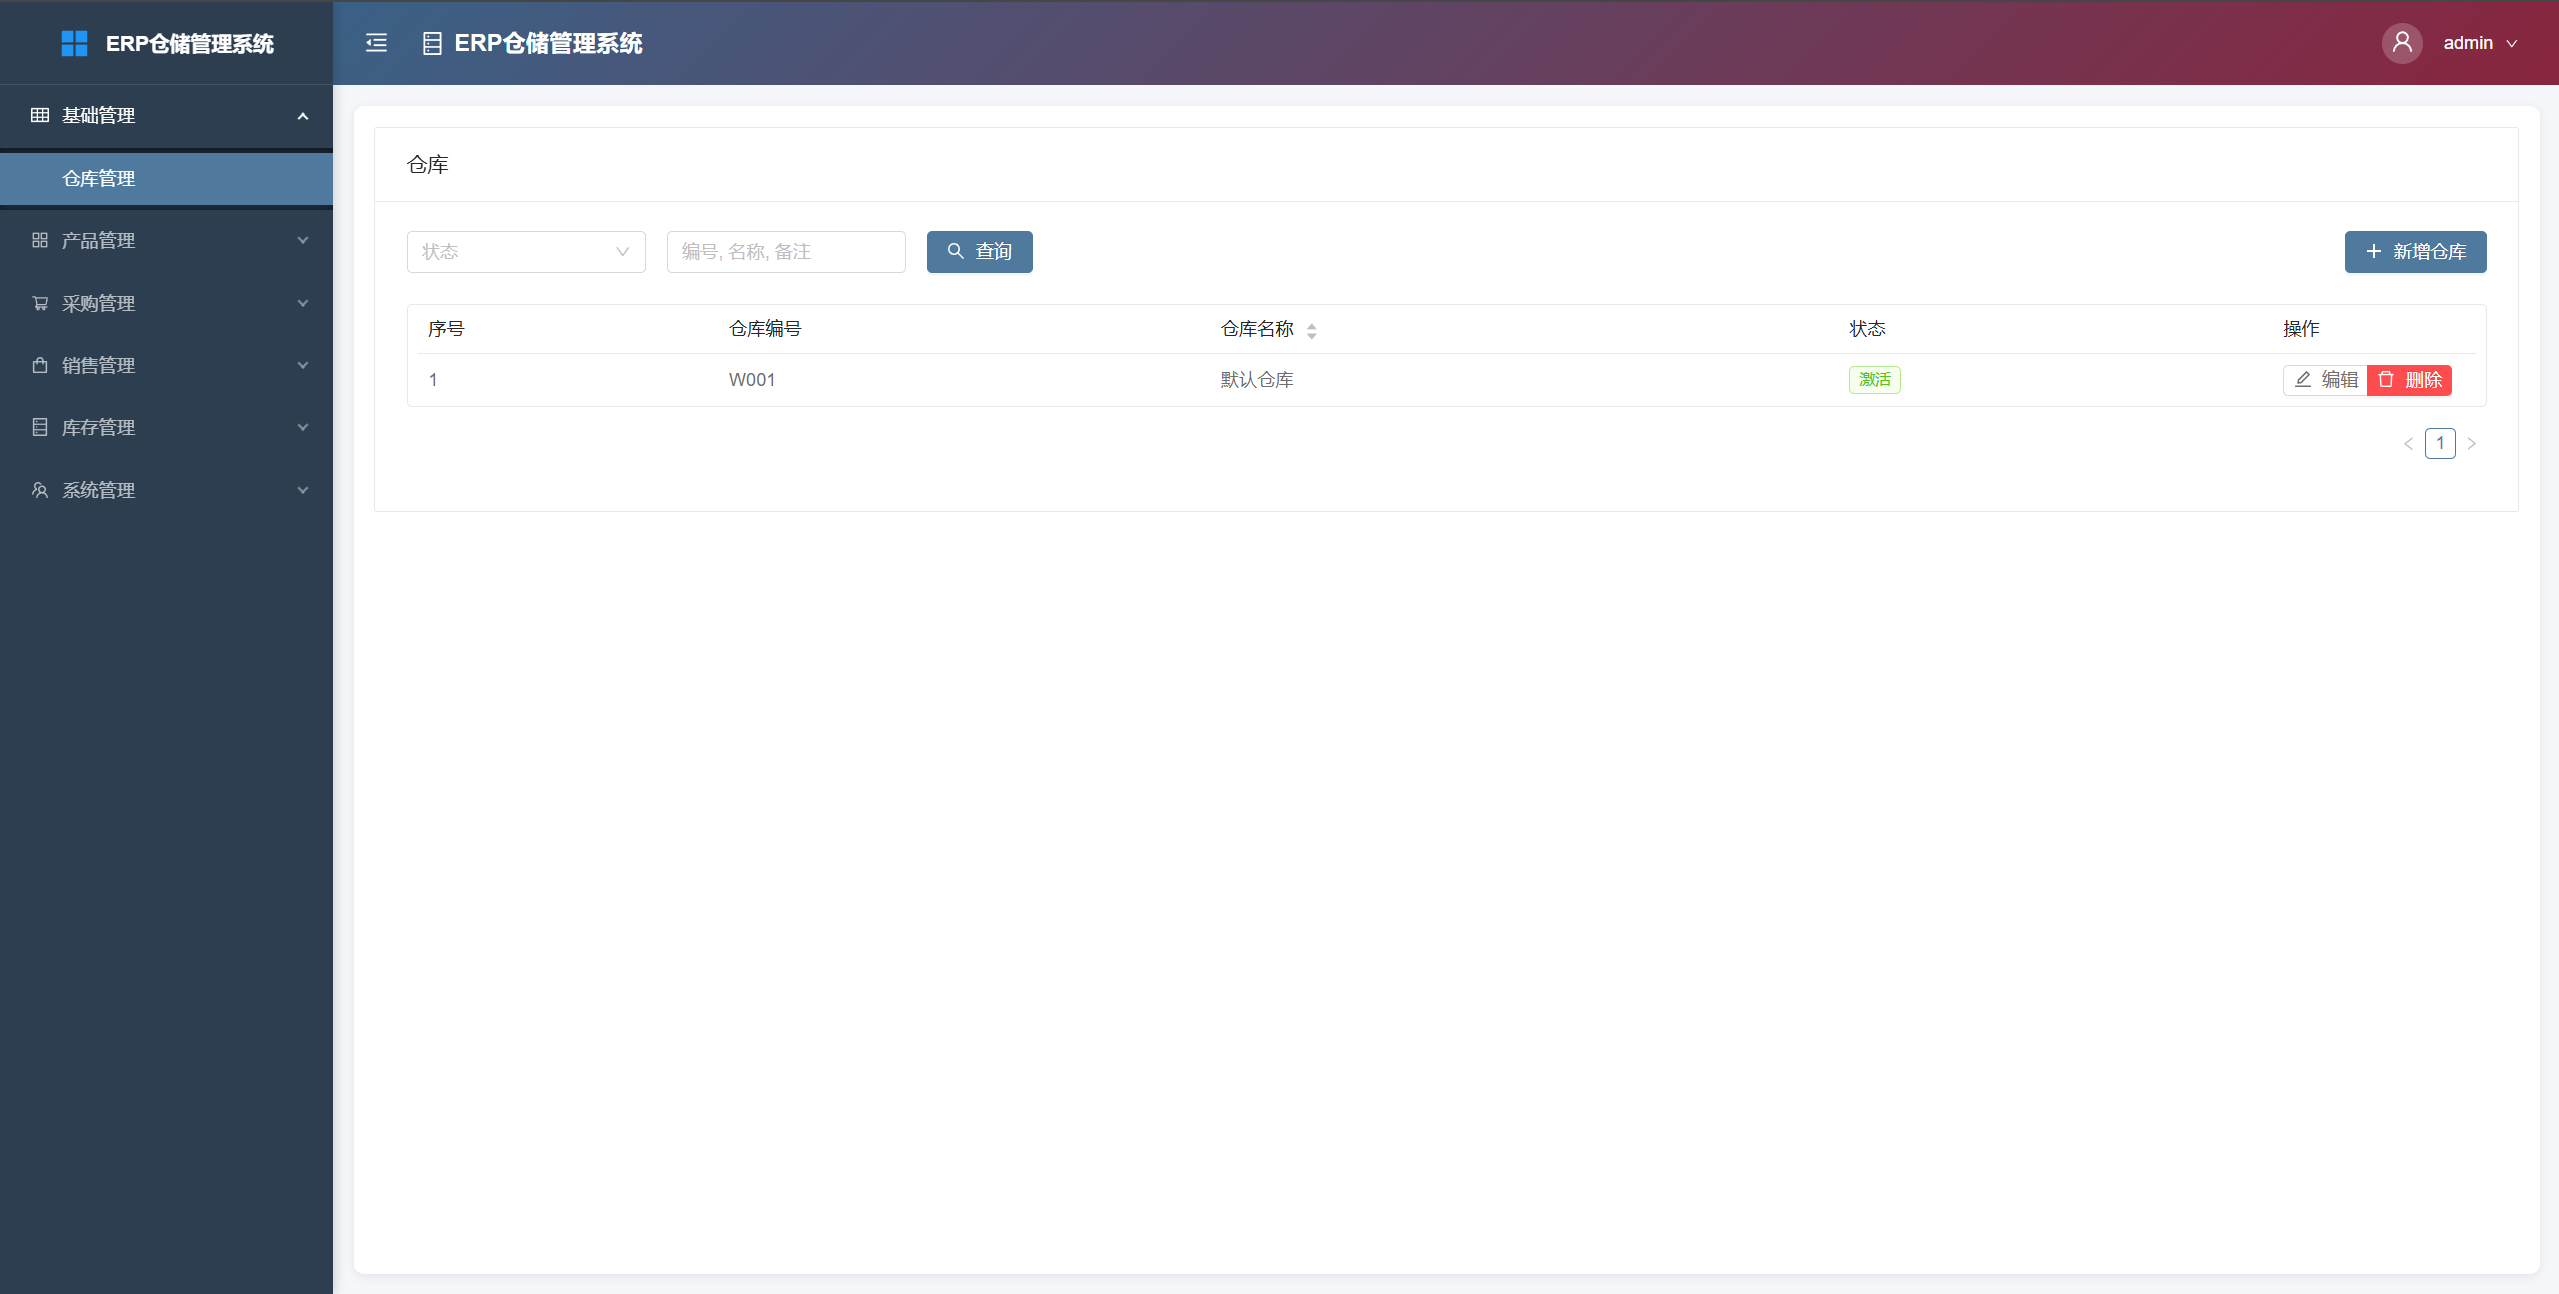 ERP仓储管理系统
ERP仓储管理系统
admin
基础管理
仓库管理
产品管理
采购管理
销售管理
库存管理
系统管理
仓库
状态
编号, 名称, 备注
查询
新增仓库
序号 仓库编号 仓库名称 状态 操作
1 W001 默认仓库 激活 编辑 删除
1